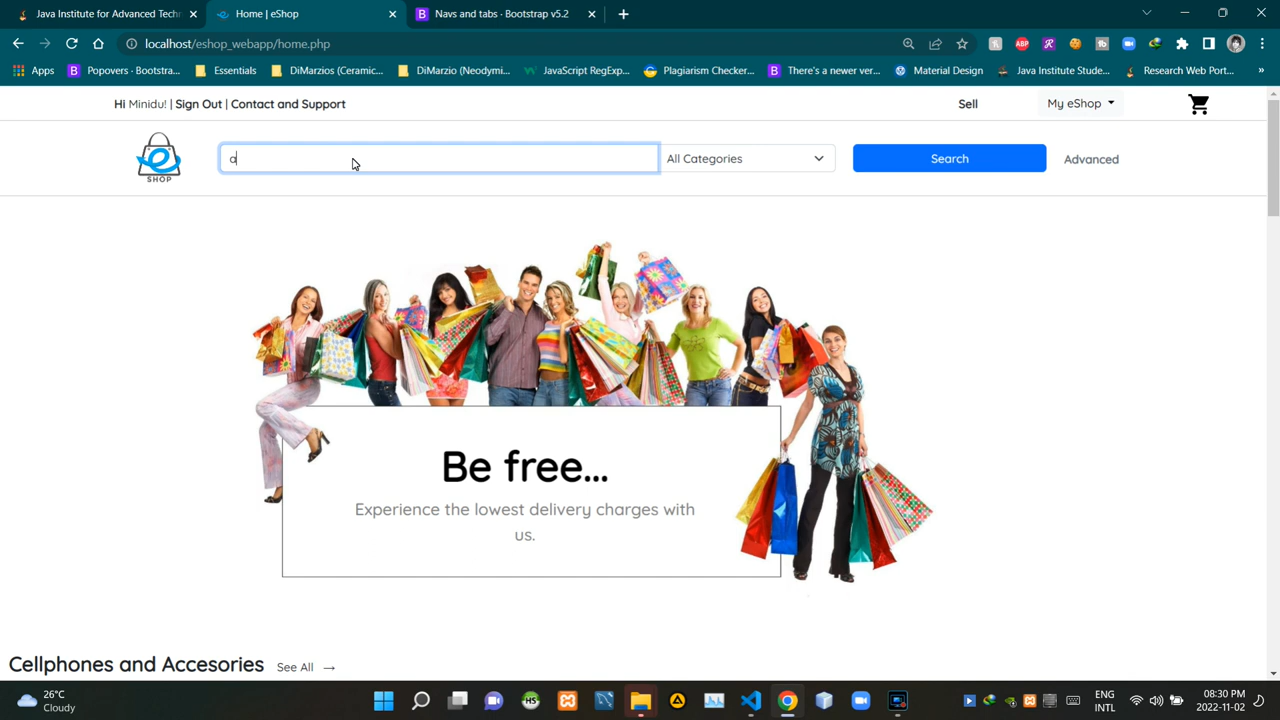 Java Institute for Advanced Techn
Home | eShop
Navs and tabs · Bootstrap v5.2
localhost/eshop_webapp/home.php
Apps
Popovers · Bootstra...
Essentials
DiMarzios (Ceramic...
DiMarzio (Neodymi...
JavaScript RegExp...
Plagiarism Checker...
There's a newer ver...
Material Design
Java Institute Stude...
Research Web Port...
»
Hi Minidu! | Sign Out | Contact and Support
Sell
My eShop
SHOP
a
All Categories
Search
Advanced
Be free...
Experience the lowest delivery charges with
us.
Cellphones and Accesories
See All →
26°C
Cloudy
ENG
INTL
08:30 PM
2022-11-02